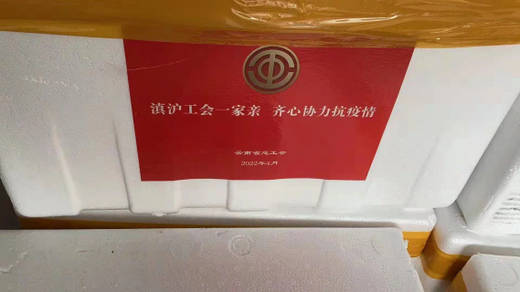 滇沪工会一家亲 齐心协力抗疫情
云南省总工会
2022年4月